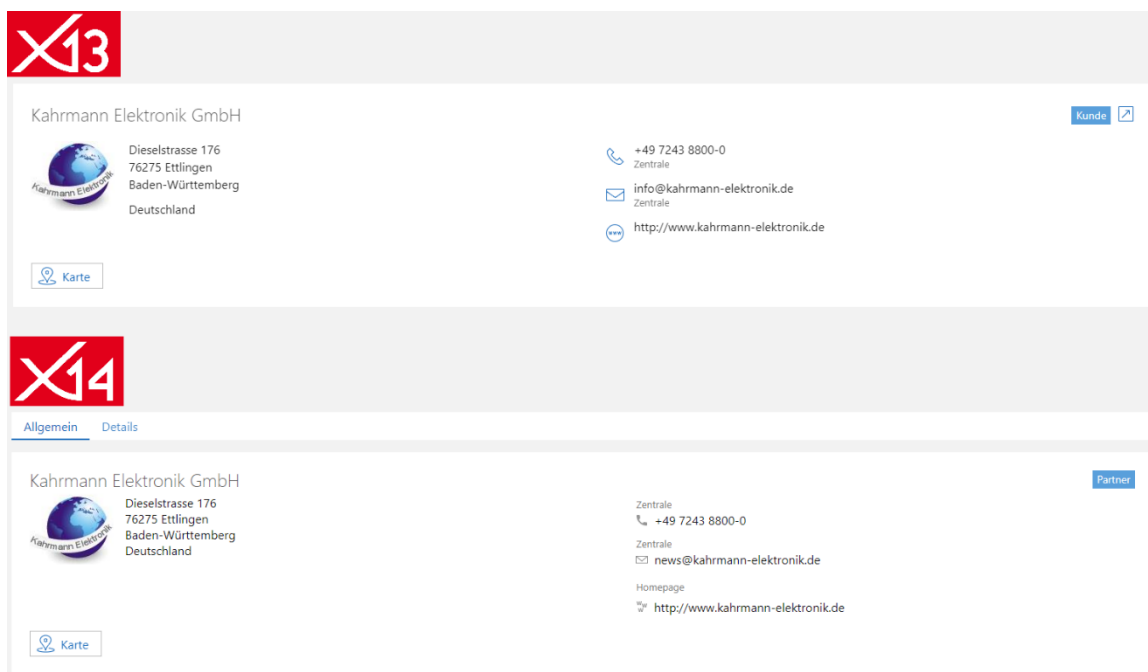 x13
Kahrmann Elektronik GmbH
Kunde
Kahrmann Elektronik
Dieselstrasse 176
76275 Ettlingen
Baden-Württemberg
Deutschland
+49 7243 8800-0
Zentrale
info@kahrmann-elektronik.de
Zentrale
www
http://www.kahrmann-elektronik.de
Karte
x14
Allgemein Details
Kahrmann Elektronik GmbH
Partner
Kahrmann Elektronik
Dieselstrasse 176
76275 Ettlingen
Baden-Württemberg
Deutschland
Zentrale
+49 7243 8800-0
Zentrale
news@kahrmann-elektronik.de
Homepage
www
http://www.kahrmann-elektronik.de
Karte